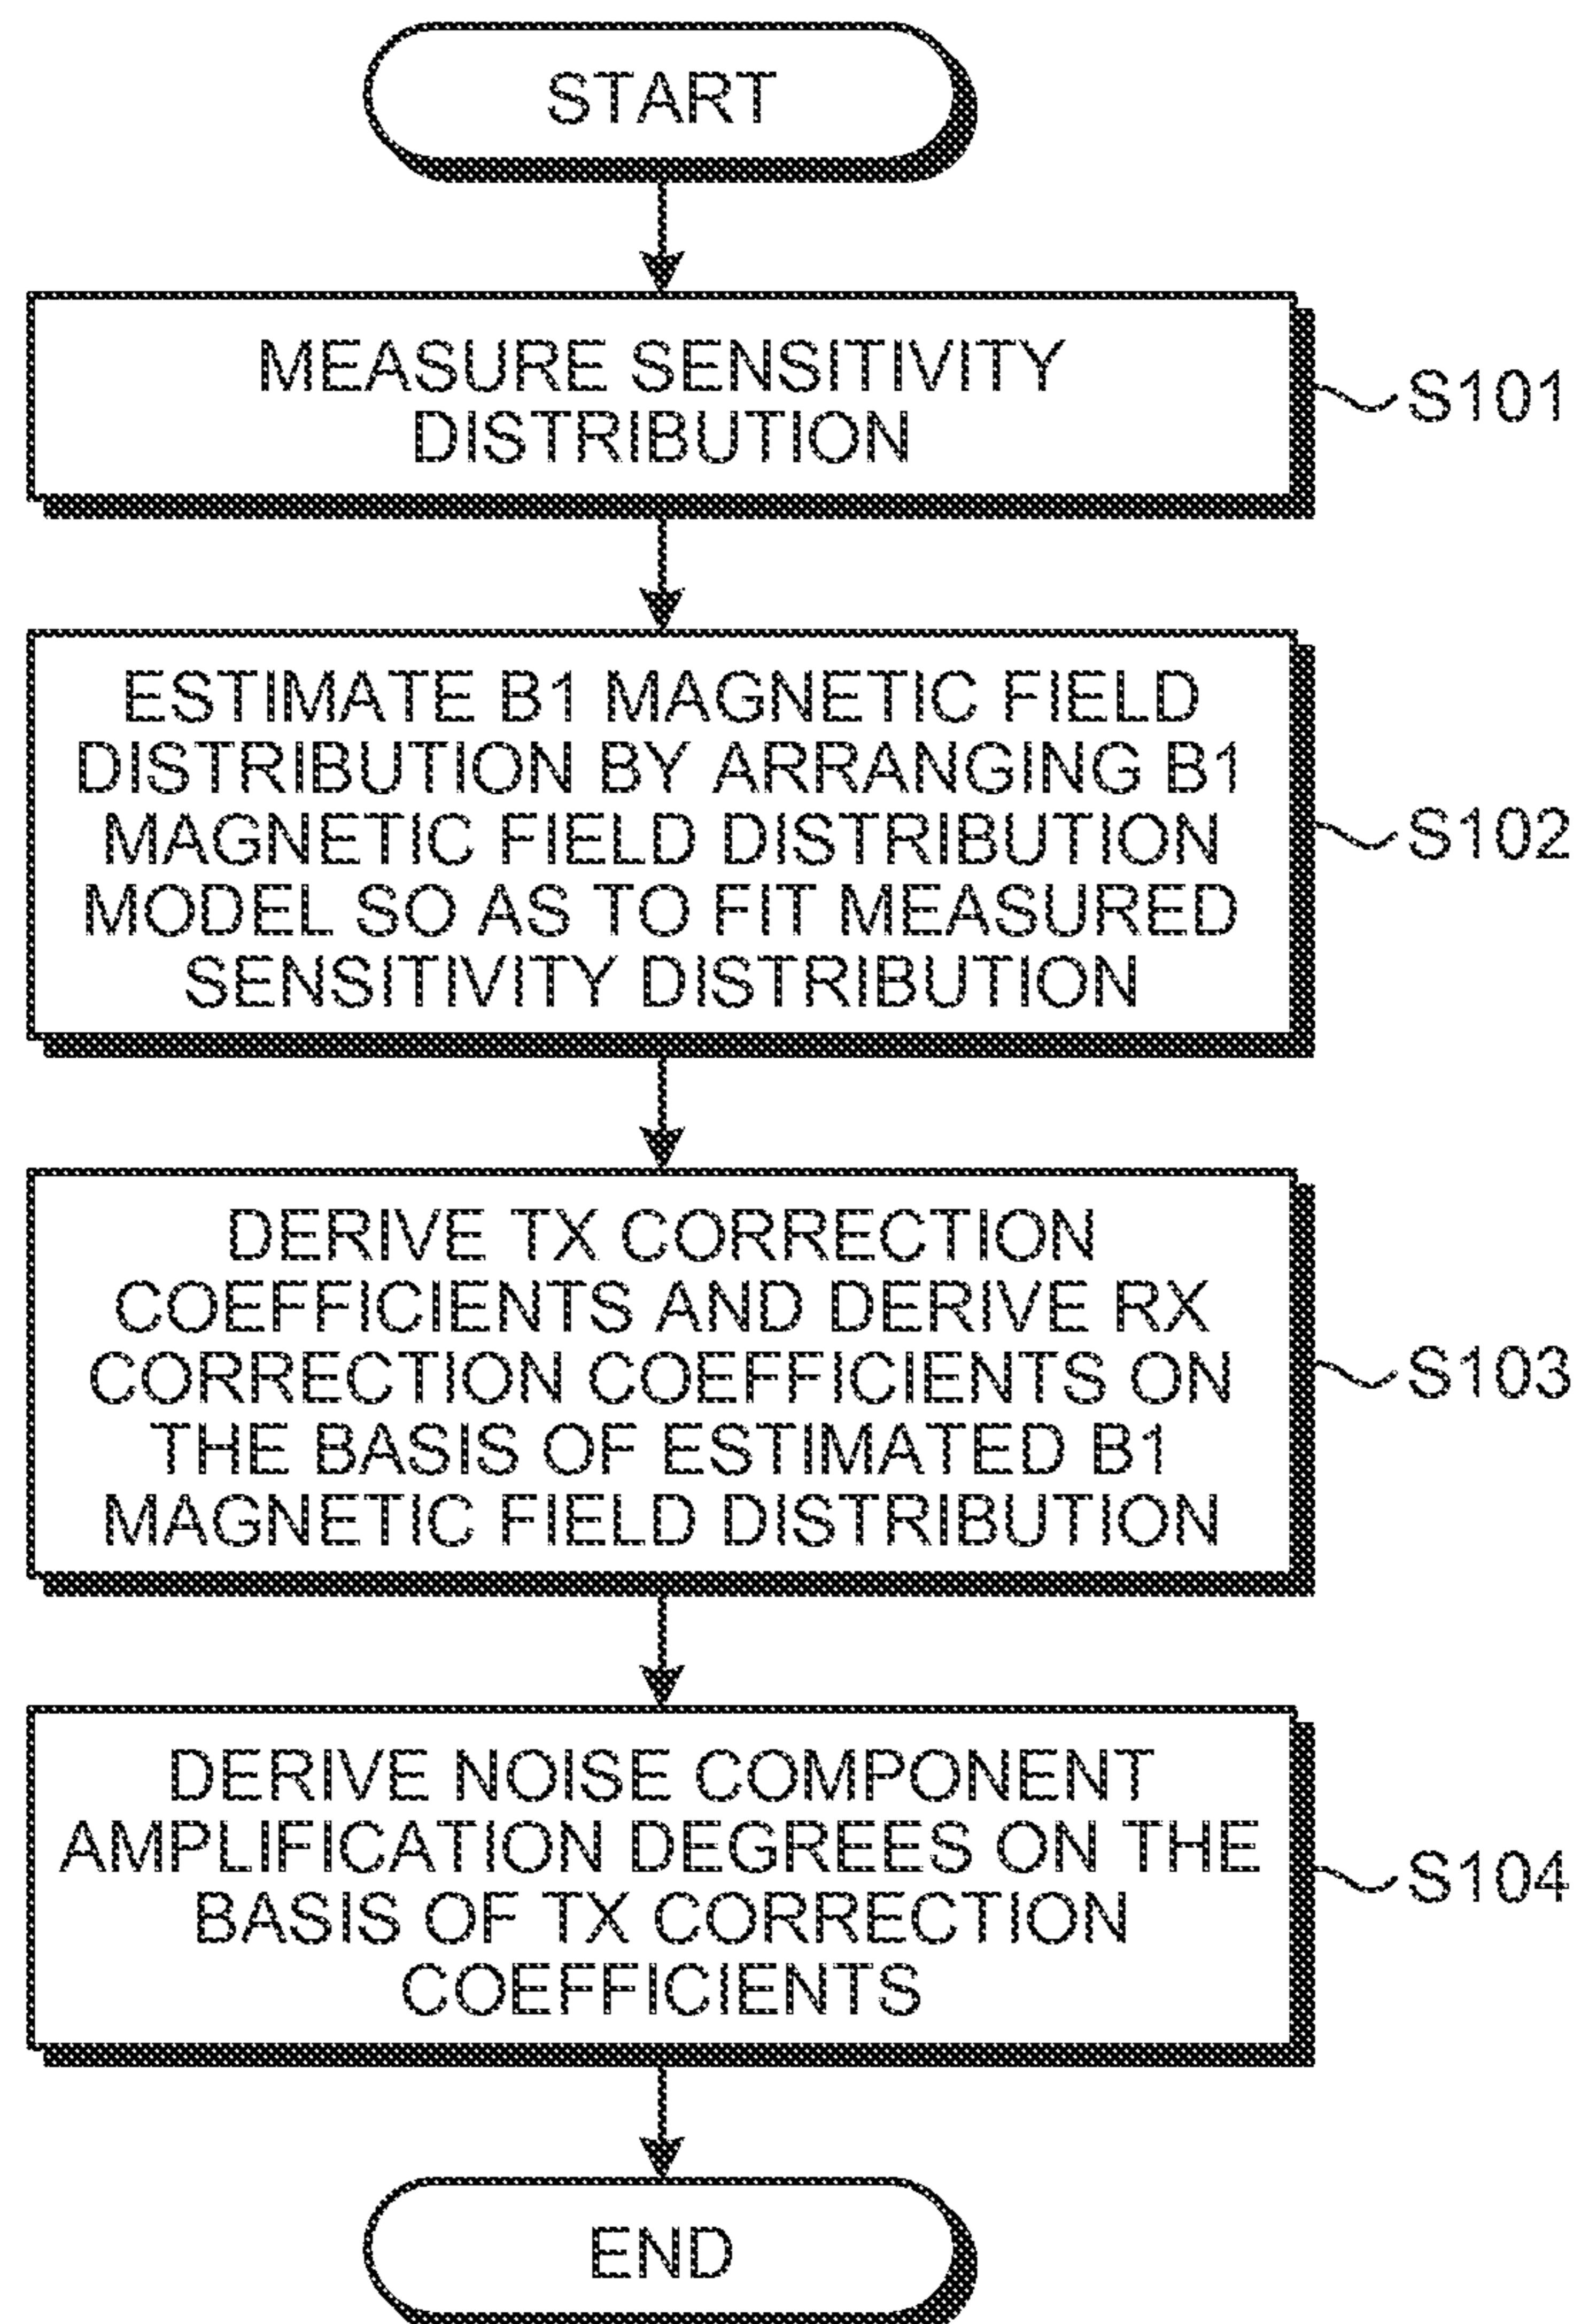 START
MEASURE SENSITIVITY
DISTRIBUTION
S101
ESTIMATE B1 MAGNETIC FIELD
DISTRIBUTION BY ARRANGING B1
MAGNETIC FIELD DISTRIBUTION
MODEL SO AS TO FIT MEASURED
SENSITIVITY DISTRIBUTION
S102
DERIVE TX CORRECTION
COEFFICIENTS AND DERIVE RX
CORRECTION COEFFICIENTS ON
THE BASIS OF ESTIMATED B1
MAGNETIC FIELD DISTRIBUTION
S103
DERIVE NOISE COMPONENT
AMPLIFICATION DEGREES ON THE
BASIS OF TX CORRECTION
COEFFICIENTS
S104
END